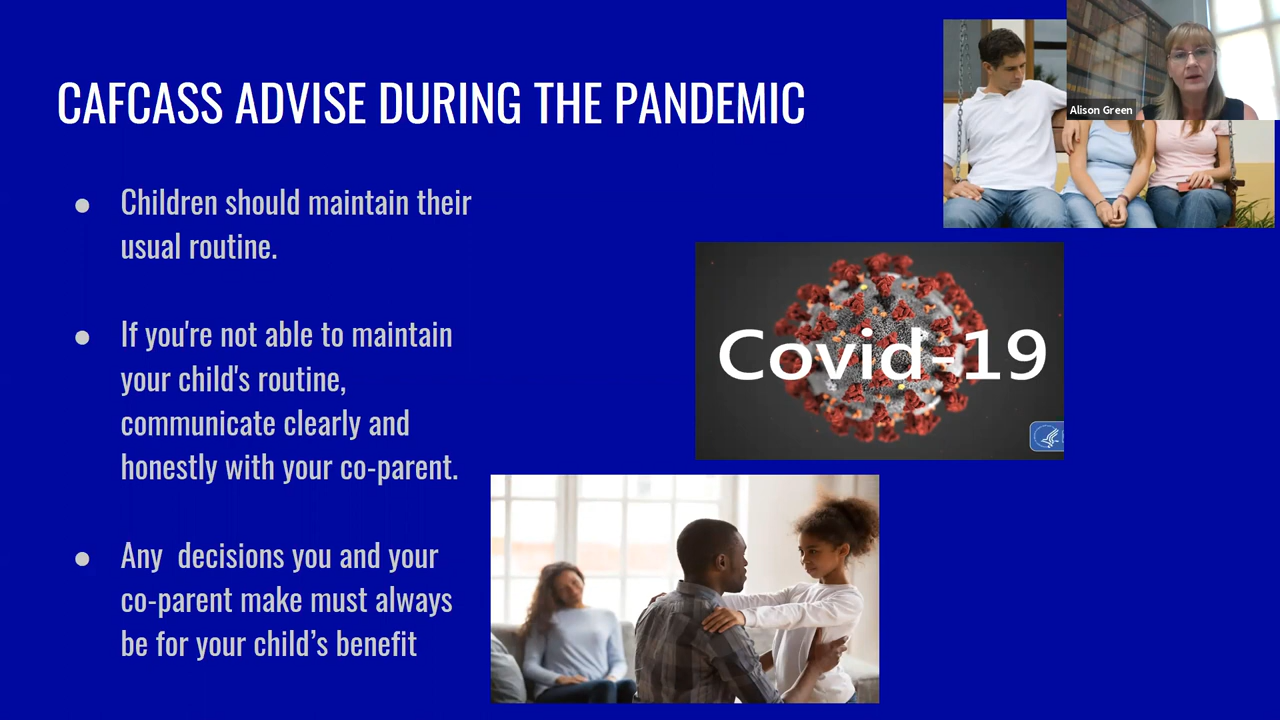 CAFCASS ADVISE DURING THE PANDEMIC
Alison Green
● Children should maintain their
usual routine.
● If you're not able to maintain
your child's routine,
communicate clearly and
honestly with your co-parent.
● Any  decisions you and your
co-parent make must always
be for your child’s benefit
Covid-19